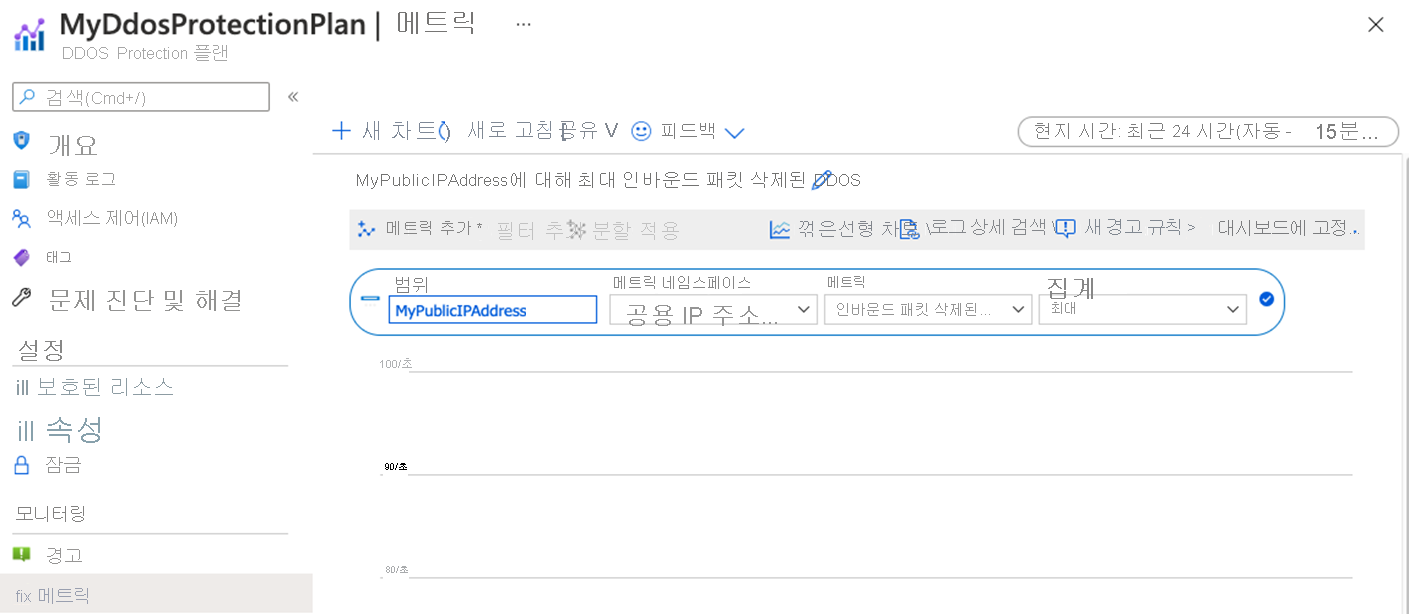 MyDdosProtectionPlan | 메트릭 ...
DDOS Protection 플랜
검색(Cmd+/) «
개요
활동 로그
액세스 제어(IAM)
태그
문제 진단 및 해결
설정
ill 보호된 리소스
ill 속성
잠금
모니터링
경고
fix 메트릭
+ 새 차트 새로 고침 공유 V 피드백
현지 시간: 최근 24 시간(자동 - 15분...
MyPublicIPAddress에 대해 최대 인바운드 패킷 삭제된 DDOS
메트릭 추가 * 필터 추 분할 적용 꺾은선형 차트 \로그 상세 검색 \ 새 경고 규칙 > 대시보드에 고정..
범위 메트릭 네임스페이스 메트릭 집계
MyPublicIPAddress 공용 IP 주소... 인바운드 패킷 삭제된... 최대
100/초
90/초
80/초